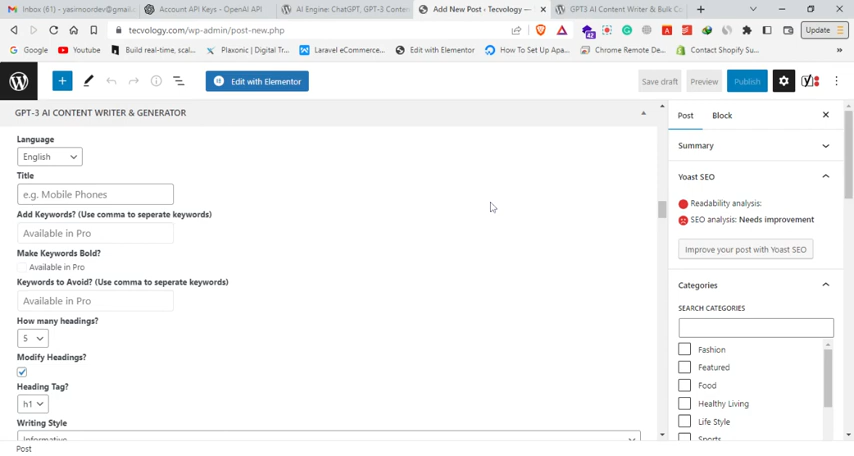 Inbox (61) - yasirnoordev@gmai
Account API Keys - OpenAI API
AI Engine: ChatGPT, GPT-3 Conte
Add New Post ‹ Tecvology —
GPT3 AI Content Writer & Bulk Co
tecvology.com/wp-admin/post-new.php
42
Update
Google
Youtube
Build real-time, scal...
Plaxonic | Digital Tr...
Laravel eCommerce...
Edit with Elementor
How To Set Up Apa...
Chrome Remote De...
Contact Shopify Su...
Edit with Elementor
Save draft
Preview
Publish
GPT-3 AI CONTENT WRITER & GENERATOR
Language
English
Title
e.g. Mobile Phones
Add Keywords? (Use comma to seperate keywords)
Available in Pro
Make Keywords Bold?
Available in Pro
Keywords to Avoid? (Use comma to seperate keywords)
Available in Pro
How many headings?
5
Modify Headings?
Heading Tag?
h1
Writing Style
Informative
Post
Post
Block
Summary
Yoast SEO
Readability analysis:
SEO analysis: Needs improvement
Improve your post with Yoast SEO
Categories
SEARCH CATEGORIES
Fashion
Featured
Food
Healthy Living
Life Style
Sports